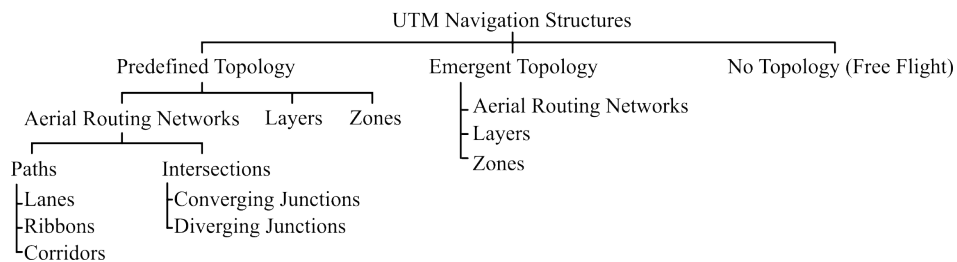 UTM Navigation Structures
Predefined Topology
Emergent Topology
No Topology (Free Flight)
Aerial Routing Networks
Layers
Zones
Aerial Routing Networks
Layers
Zones
Paths
Intersections
Lanes
Ribbons
Corridors
Converging Junctions
Diverging Junctions